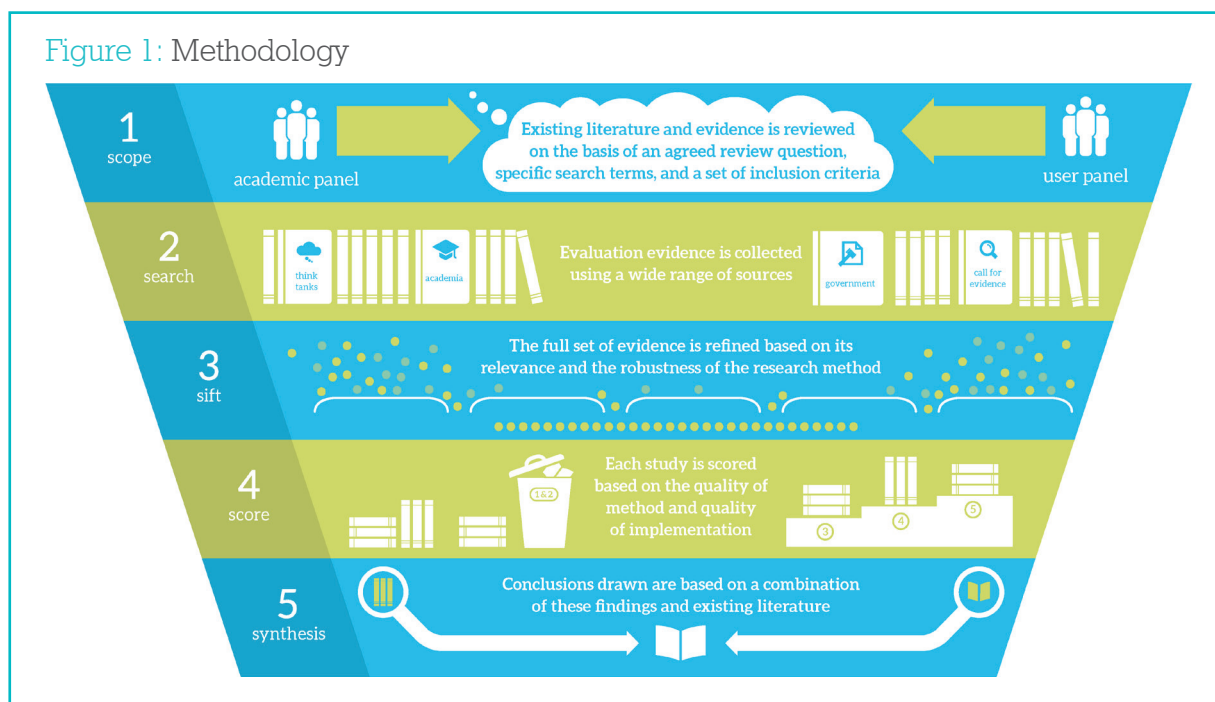 Figure 1: Methodology
1
scope
academic panel
Existing literature and evidence is reviewed
on the basis of an agreed review question,
specific search terms, and a set of inclusion criteria
user panel
2
search
think
tanks
academia
Evaluation evidence is collected
using a wide range of sources
government
call for
evidence
3
sift
The full set of evidence is refined based on its
relevance and the robustness of the research method
4
score
1 & 2
Each study is scored
based on the quality of
method and quality
of implementation
3
4
5
5
synthesis
Conclusions drawn are based on a combination
of these findings and existing literature